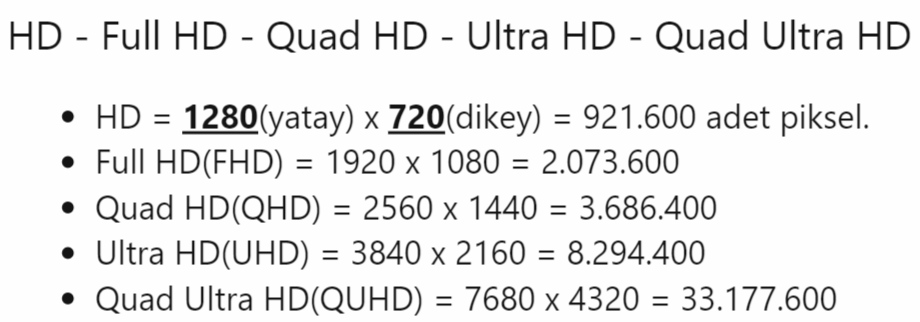 HD - Full HD - Quad HD - Ultra HD - Quad Ultra HD
• HD = 1280(yatay) x 720(dikey) = 921.600 adet piksel.
• Full HD(FHD) = 1920 x 1080 = 2.073.600
• Quad HD(QHD) = 2560 x 1440 = 3.686.400
• Ultra HD(UHD) = 3840 x 2160 = 8.294.400
• Quad Ultra HD(QUHD) = 7680 x 4320 = 33.177.600